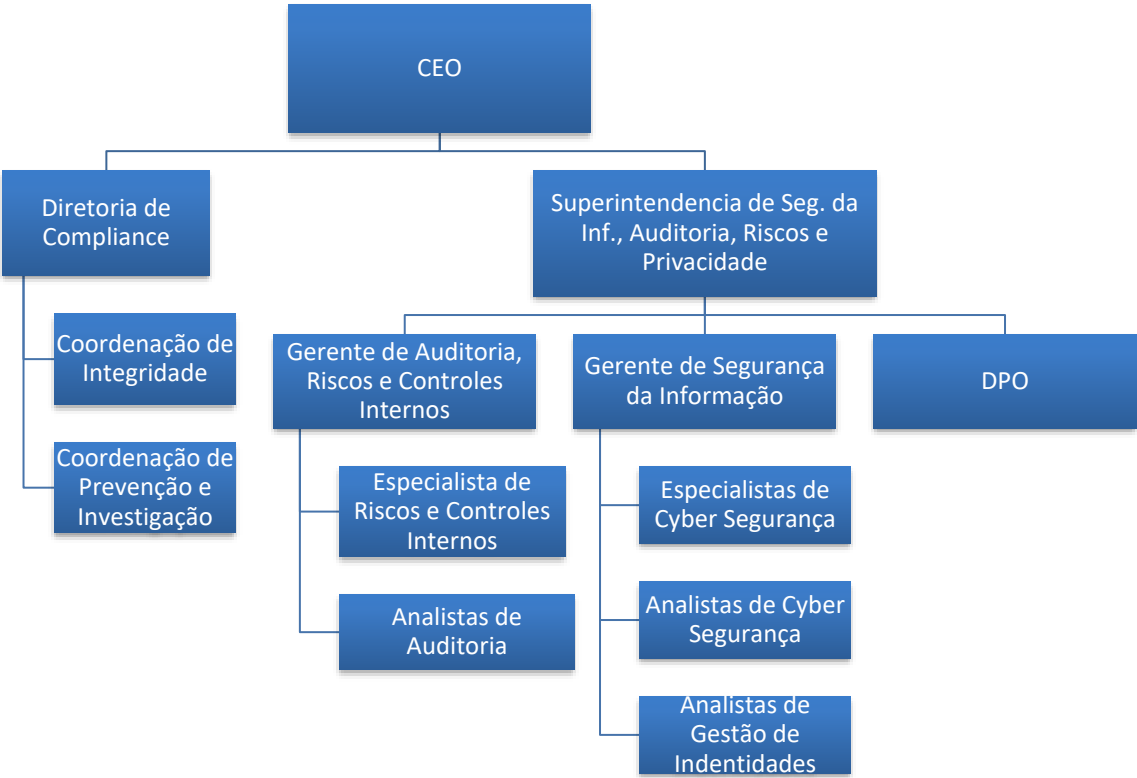 CEO
Diretoria de
Compliance
Superintendencia de Seg. da
Inf., Auditoria, Riscos e
Privacidade
Coordenação de
Integridade
Coordenação de
Prevenção e
Investigação
Gerente de Auditoria,
Riscos e Controles
Internos
Especialista de
Riscos e Controles
Internos
Analistas de
Auditoria
Gerente de Segurança
da Informação
Especialistas de
Cyber Segurança
Analistas de Cyber
Segurança
Analistas de
Gestão de
Indentidades
DPO